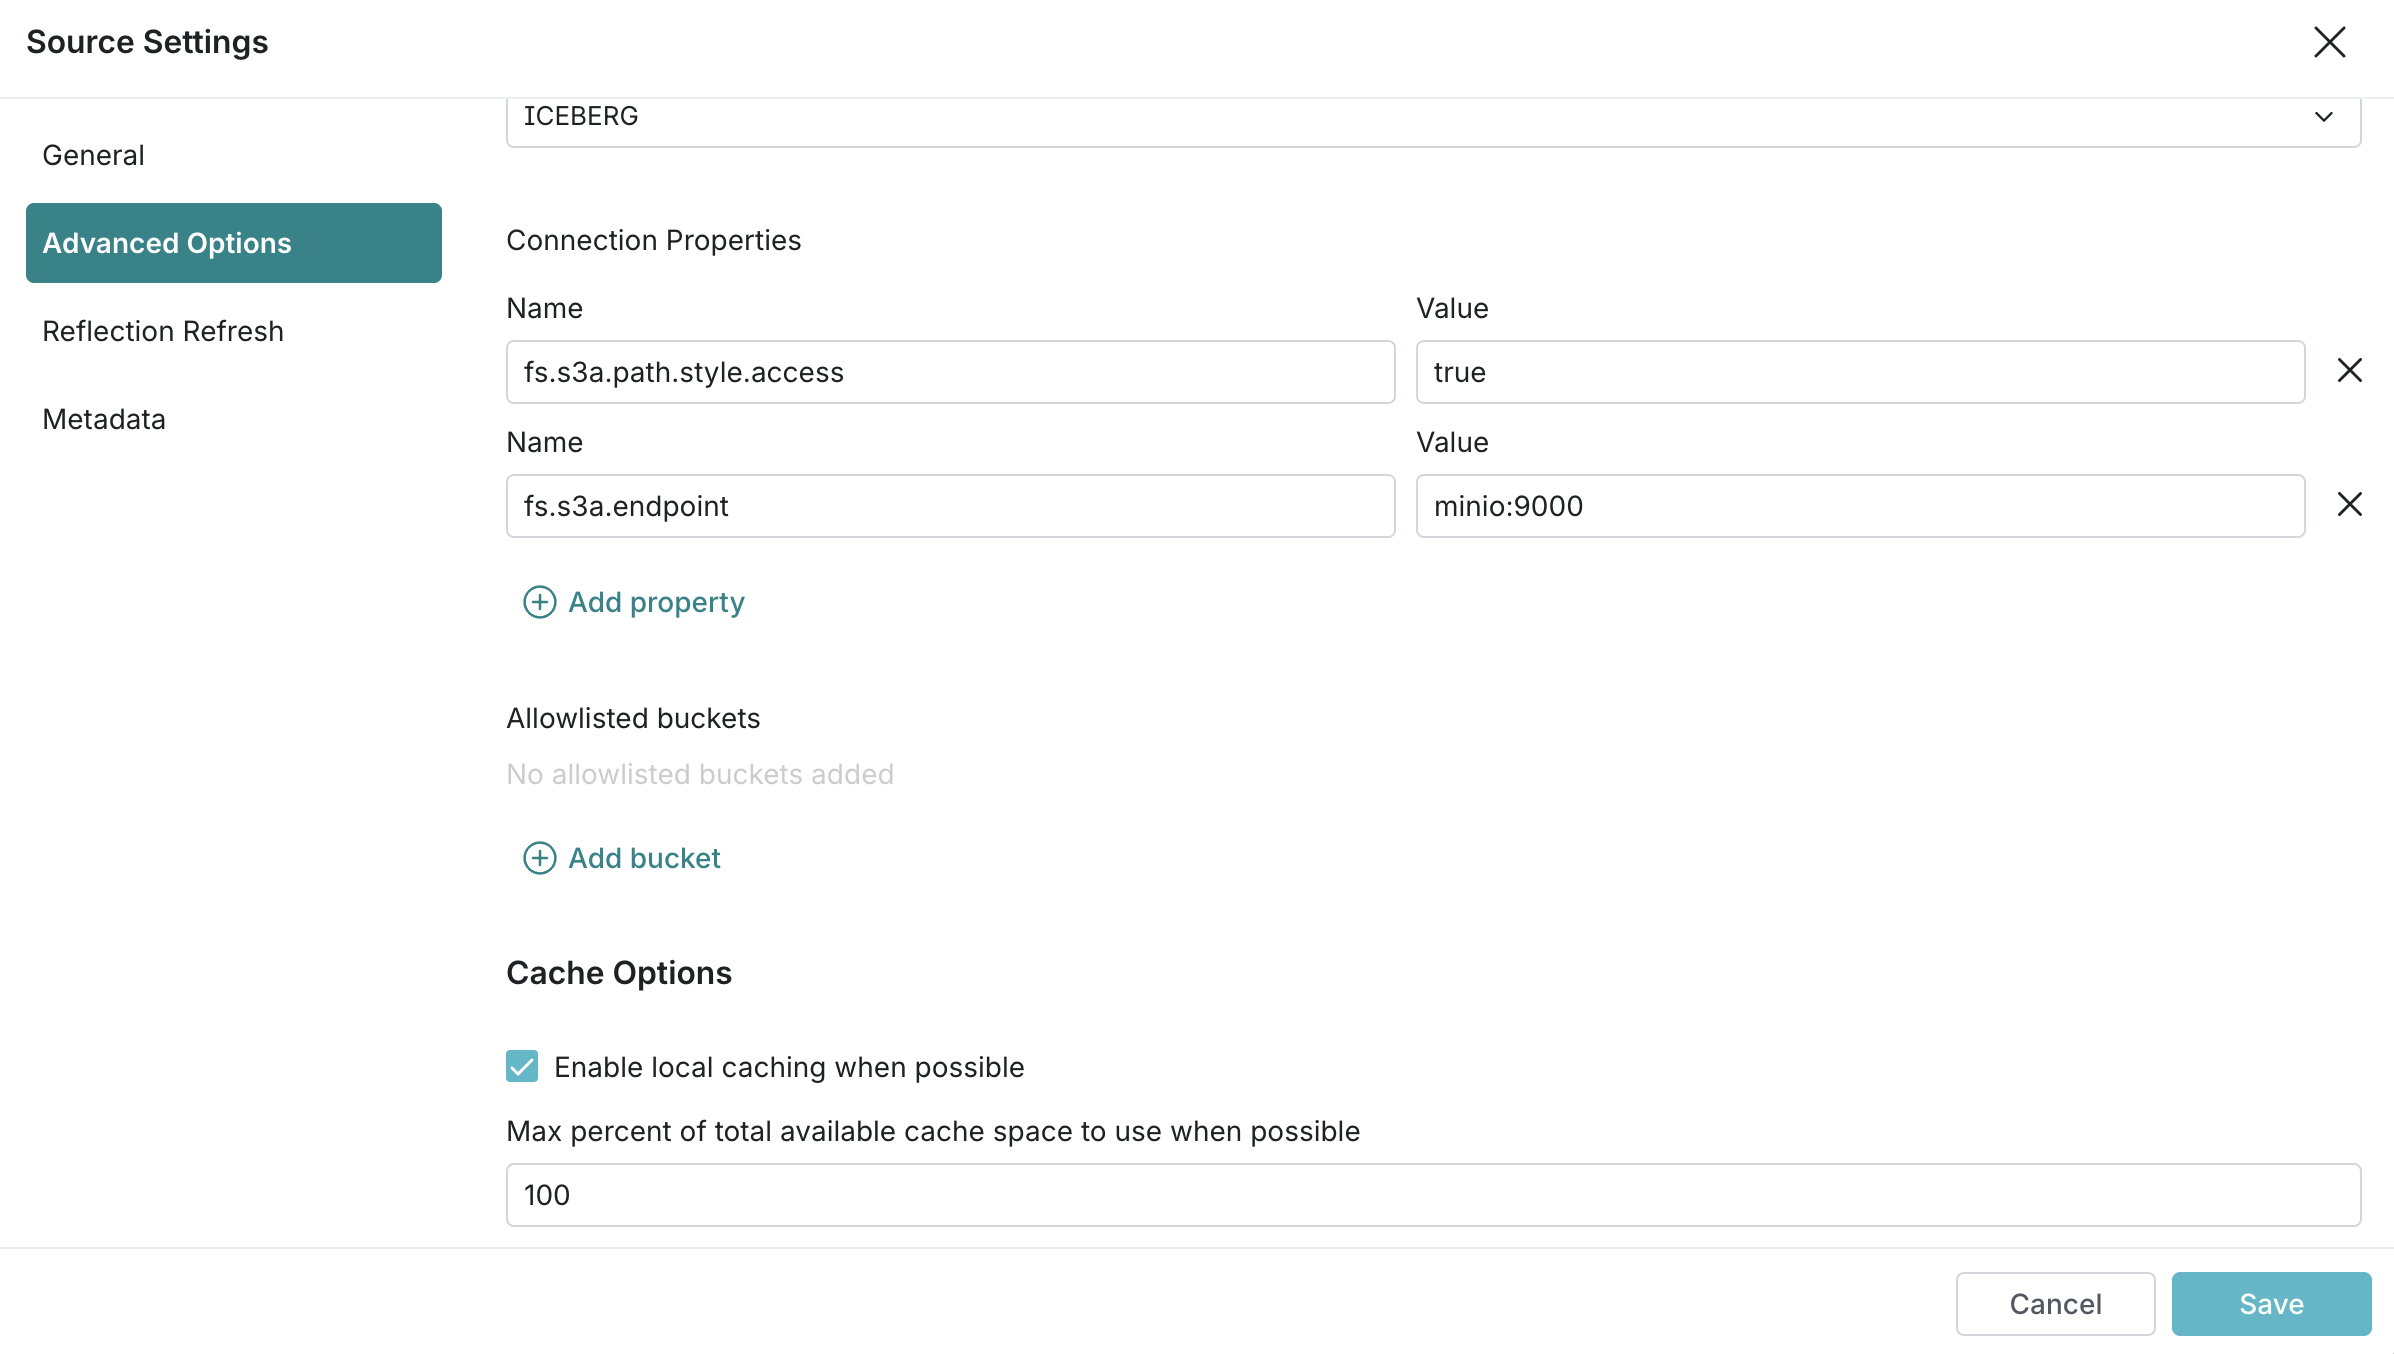 Source Settings
General
Advanced Options
Reflection Refresh
Metadata
ICEBERG
Connection Properties
Name Value
fs.s3a.path.style.access true
Name Value
fs.s3a.endpoint minio:9000
Add property
Allowlisted buckets
No allowlisted buckets added
Add bucket
Cache Options
Enable local caching when possible
Max percent of total available cache space to use when possible
100
Cancel Save